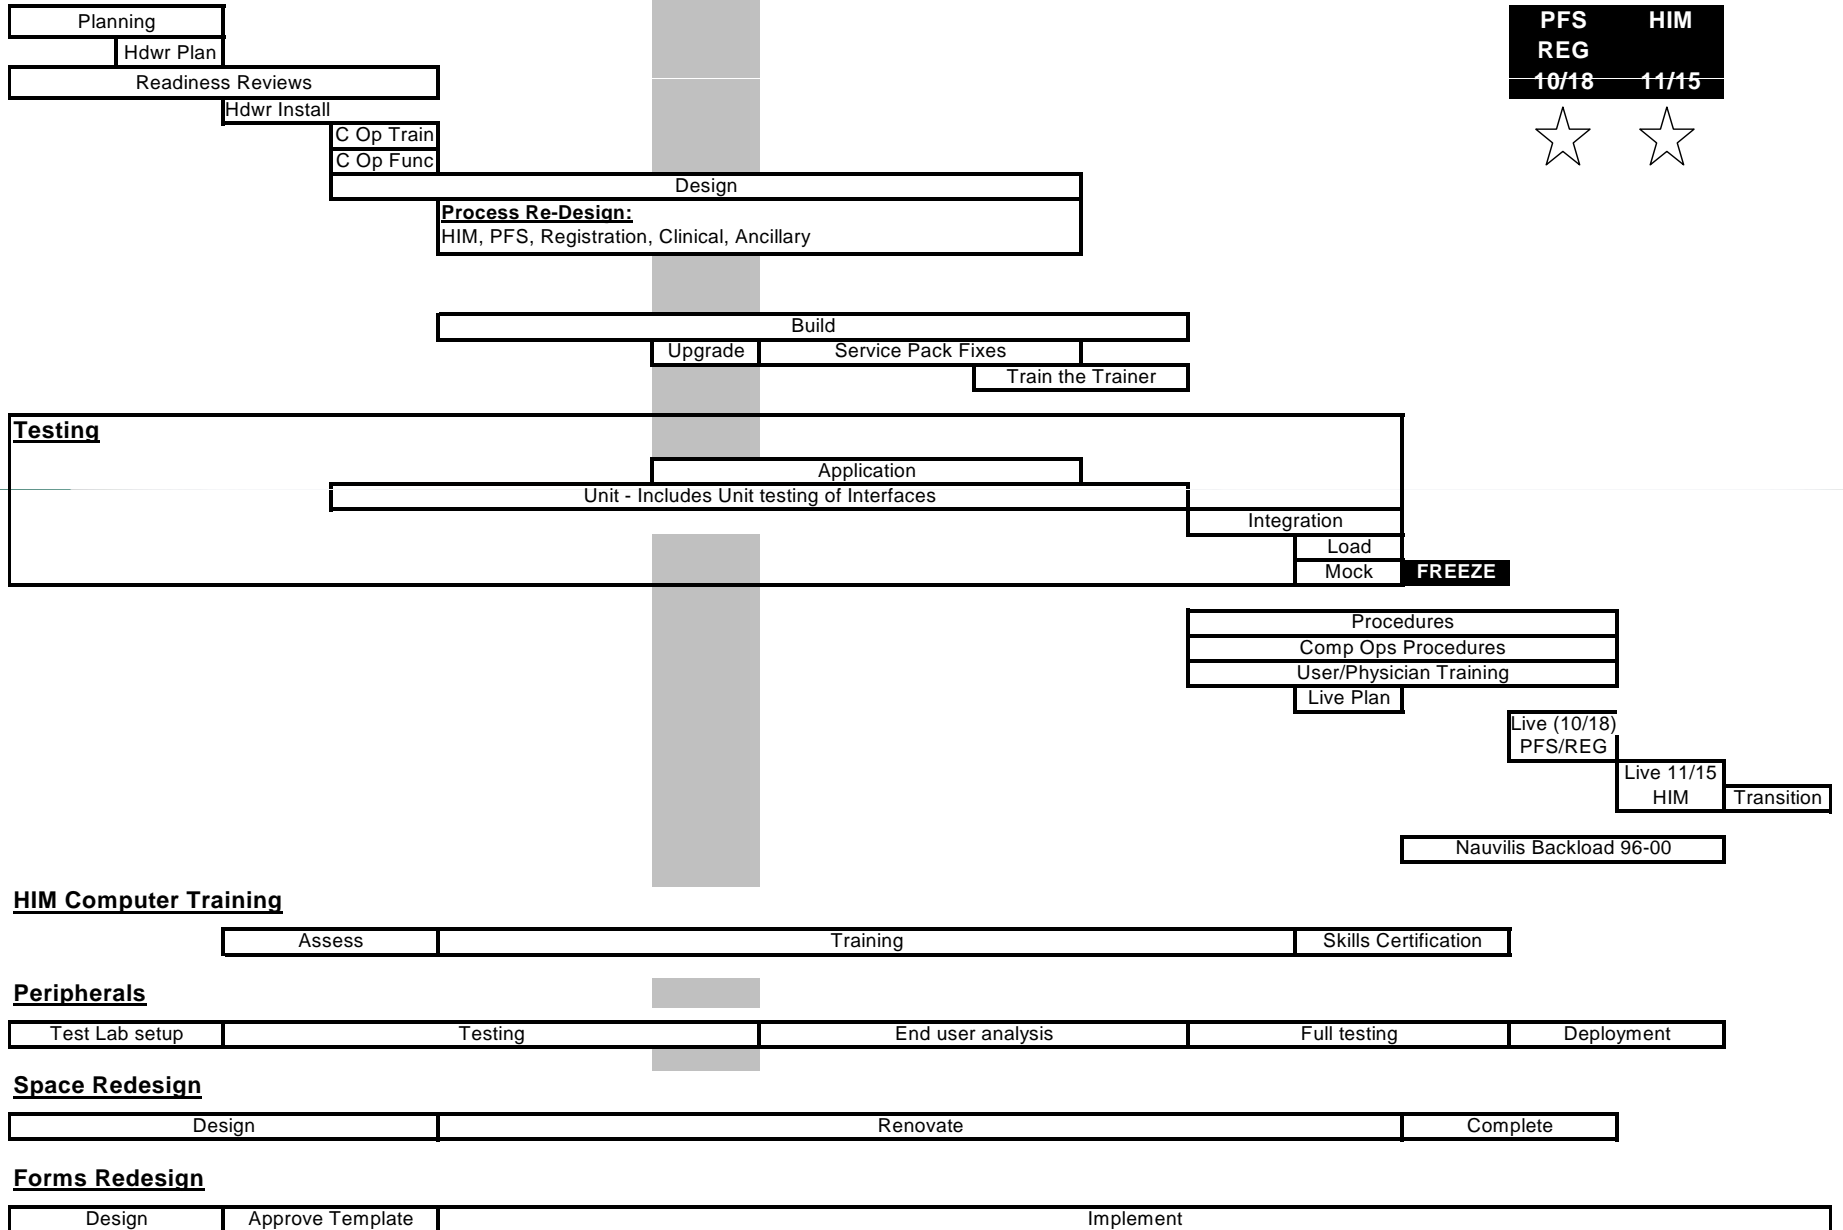 Planning
PFS HIM
Hdwr Plan
REG
Readiness Reviews
10/18 11/15
Hdwr Install
C Op Train
C Op Func
Design
Process Re-Design:
HIM, PFS, Registration, Clinical, Ancillary
Build
Upgrade Service Pack Fixes
Train the Trainer
Testing
Application
Unit - Includes Unit testing of Interfaces
Integration
Load
Mock FREEZE
Procedures
Comp Ops Procedures
User/Physician Training
Live Plan
Live (10/18)
PFS/REG
Live 11/15
HIM Transition
Nauvilis Backload 96-00
HIM Computer Training
Assess Training Skills Certification
Peripherals
Test Lab setup Testing End user analysis Full testing Deployment
Space Redesign
Design Renovate Complete
Forms Redesign
Design Approve Template Implement